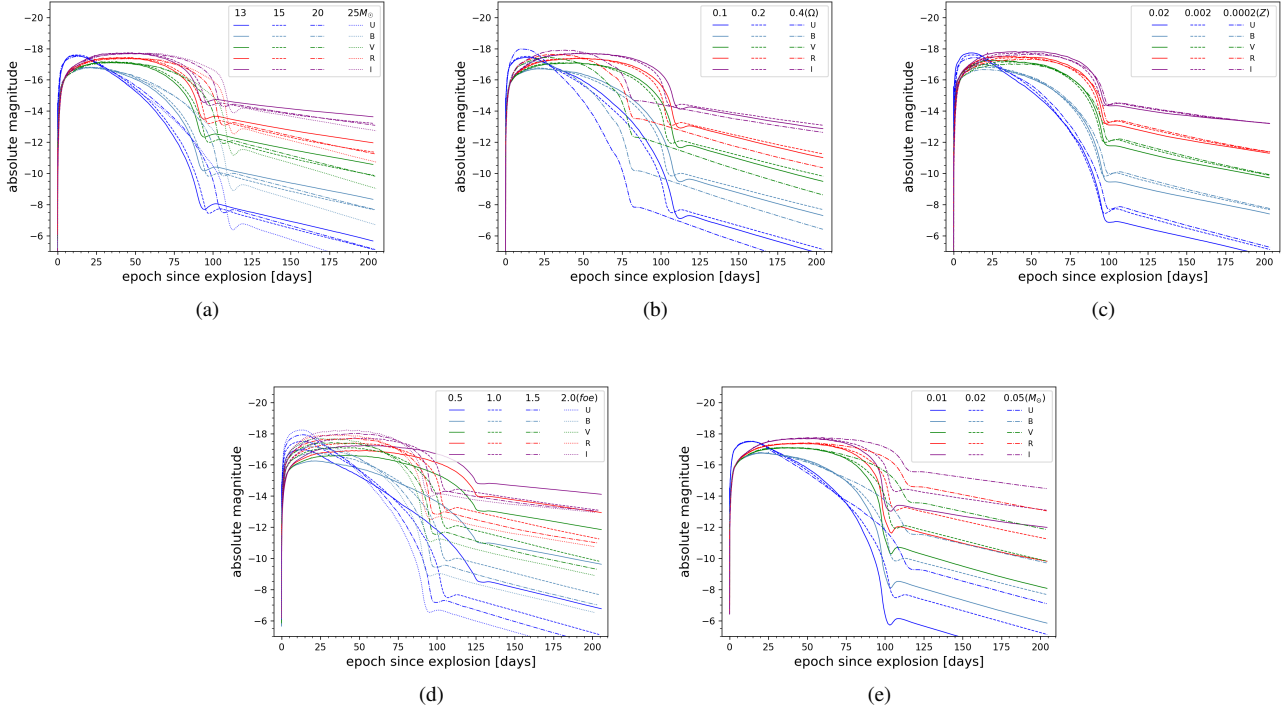 13 15 20 25M⊙
U
B
V
R
I
−20
−18
−16
−14
−12
−10
−8
−6
absolute magnitude
0 25 50 75 100 125 150 175 200
epoch since explosion [days]
(a)
0.1 0.2 0.4(Ω)
U
B
V
R
I
−20
−18
−16
−14
−12
−10
−8
−6
absolute magnitude
0 25 50 75 100 125 150 175 200
epoch since explosion [days]
(b)
0.02 0.002 0.0002(Z)
U
B
V
R
I
−20
−18
−16
−14
−12
−10
−8
−6
absolute magnitude
0 25 50 75 100 125 150 175 200
epoch since explosion [days]
(c)
0.5 1.0 1.5 2.0(foe)
U
B
V
R
I
−20
−18
−16
−14
−12
−10
−8
−6
absolute magnitude
0 25 50 75 100 125 150 175 200
epoch since explosion [days]
(d)
0.01 0.02 0.05(M⊙)
U
B
V
R
I
−20
−18
−16
−14
−12
−10
−8
−6
absolute magnitude
0 25 50 75 100 125 150 175 200
epoch since explosion [days]
(e)